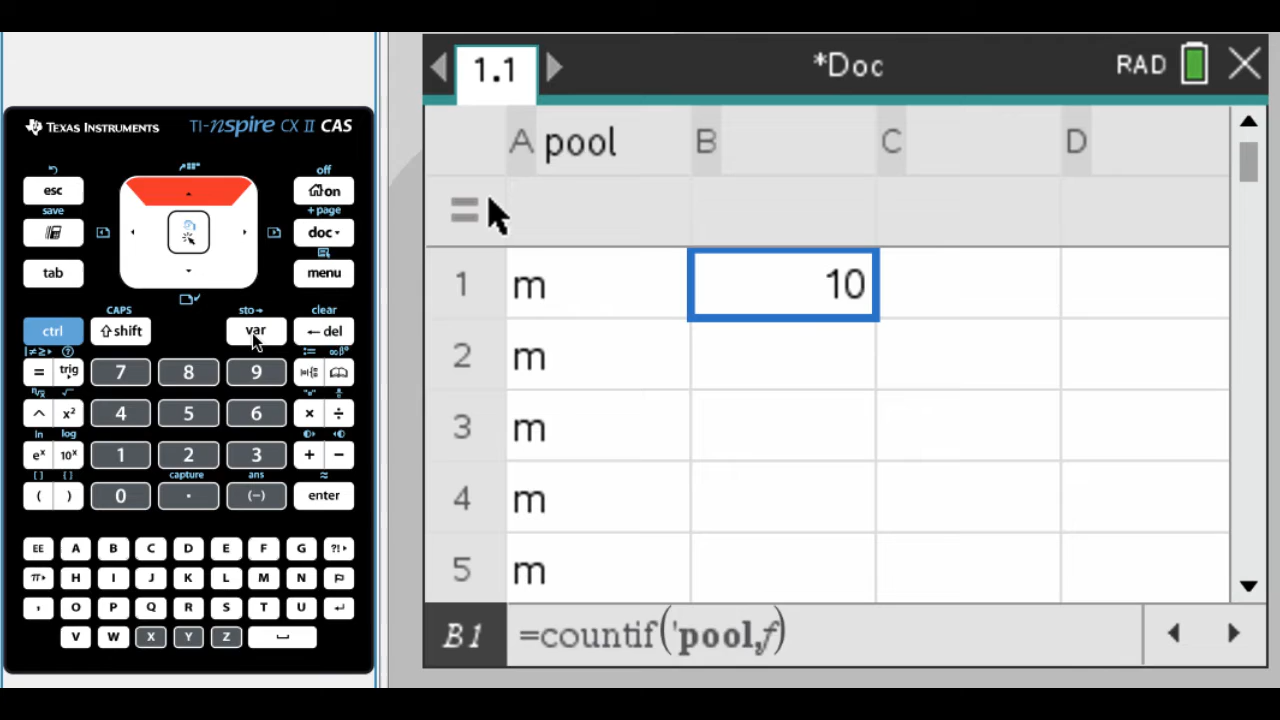 TEXAS INSTRUMENTS TI-nspire CX II CAS
off
esc on
save + page
doc
tab menu
CAPS sto→ clear
ctrl ⇧shift var ←del
= trig 7 8 9
^ x² 4 5 6 × ÷
ln log
eˣ 10ˣ 1 2 3 + −
[ ] { } capture ans ≈
( ) 0 . (−) enter
EE A B C D E F G ?!▸
π▸ H I J K L M N
, O P Q R S T U ↵
V W X Y Z
1.1 *Doc RAD
A pool B C D
=
1 m 10
2 m
3 m
4 m
5 m
B1 =countif('pool,f)